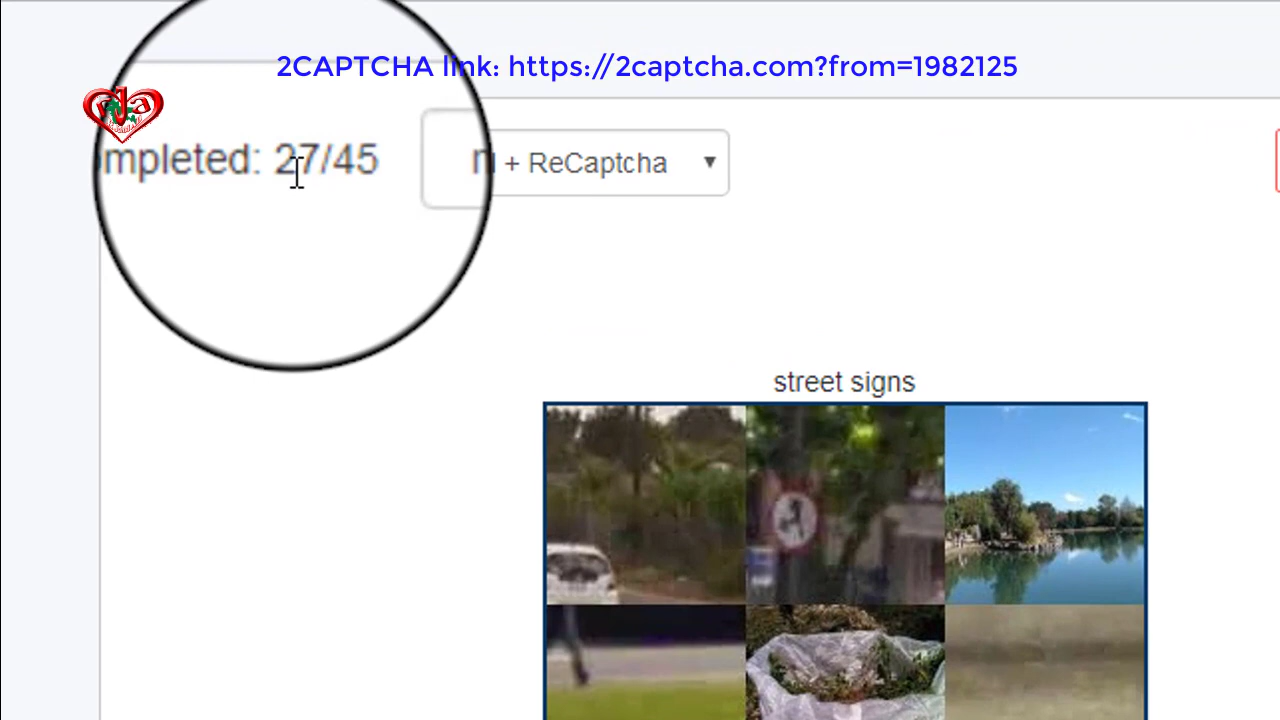 2CAPTCHA link: https://2captcha.com?from=1982125
mpleted: 27/45
+ ReCaptcha
street signs